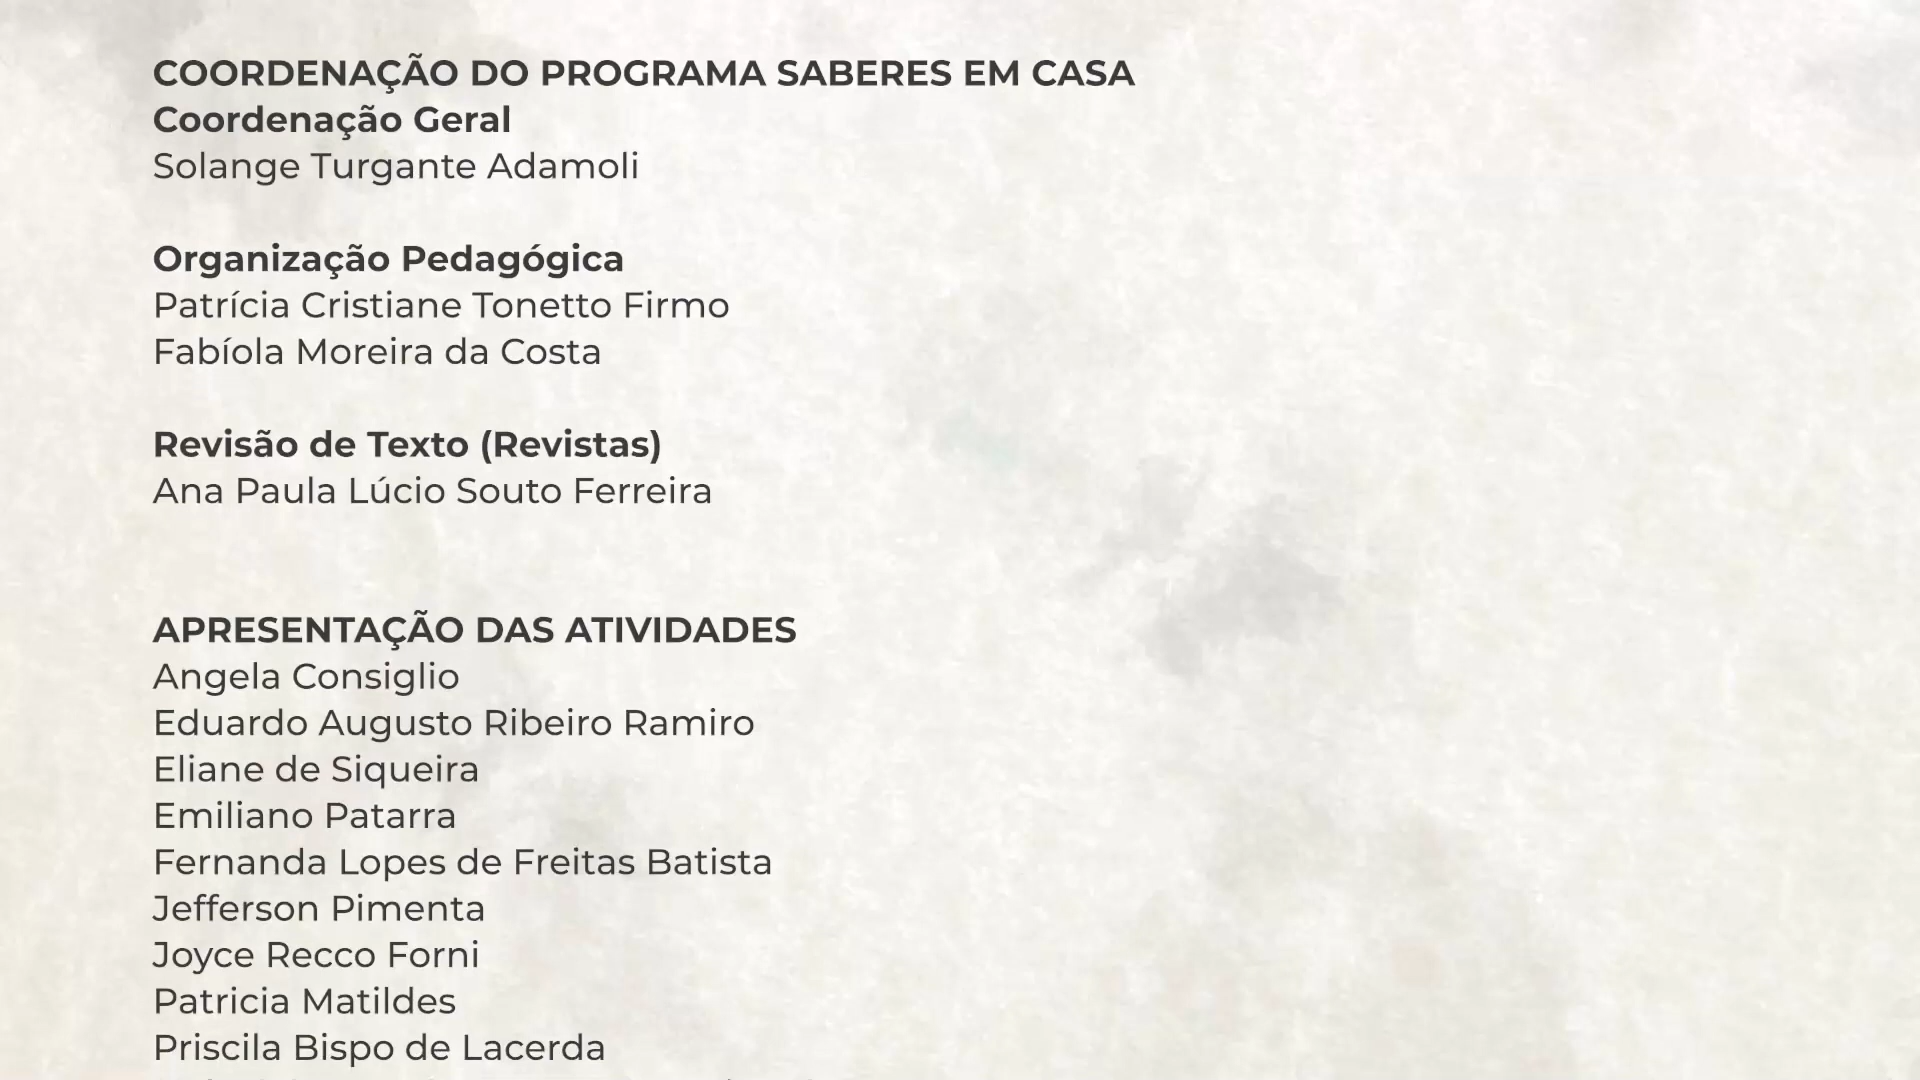 COORDENAÇÃO DO PROGRAMA SABERES EM CASA
Coordenação Geral
Solange Turgante Adamoli
Organização Pedagógica
Patrícia Cristiane Tonetto Firmo
Fabíola Moreira da Costa
Revisão de Texto (Revistas)
Ana Paula Lúcio Souto Ferreira
APRESENTAÇÃO DAS ATIVIDADES
Angela Consiglio
Eduardo Augusto Ribeiro Ramiro
Eliane de Siqueira
Emiliano Patarra
Fernanda Lopes de Freitas Batista
Jefferson Pimenta
Joyce Recco Forni
Patricia Matildes
Priscila Bispo de Lacerda